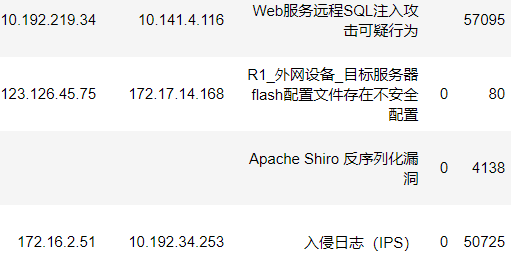 10.192.219.34 10.141.4.116 Web服务远程SQL注入攻 57095
击可疑行为
R1_外网设备_目标服务器
123.126.45.75 172.17.14.168 flash配置文件存在不安全 0 80
配置
Apache Shiro 反序列化漏 0 4138
洞
172.16.2.51 10.192.34.253 入侵日志（IPS） 0 50725